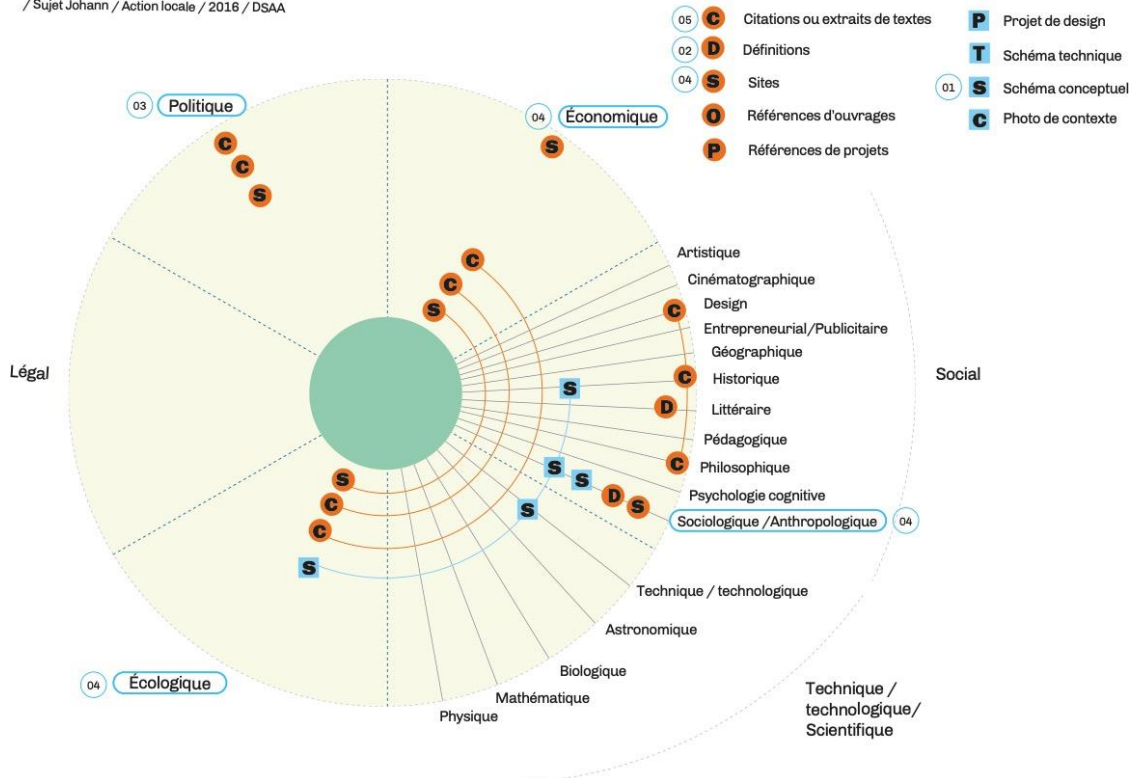 / Sujet Johann / Action locale / 2016 / DSAA
05 C Citations ou extraits de textes
02 D Définitions
04 S Sites
O Références d'ouvrages
P Références de projets
P Projet de design
T Schéma technique
01 S Schéma conceptuel
C Photo de contexte
03 Politique
C
C
S
04 Économique
S
C
C
S
Artistique
Cinématographique
Design
C
Entrepreneurial/Publicitaire
Géographique
Historique
C
S
Littéraire
D
Pédagogique
Philosophique
C
Psychologie cognitive
Sociologique /Anthropologique 04
S
S
D
S
S
Légal
Social
S
C
C
S
Technique / technologique
Astronomique
Biologique
Mathématique
Physique
04 Écologique
Technique /
technologique/
Scientifique